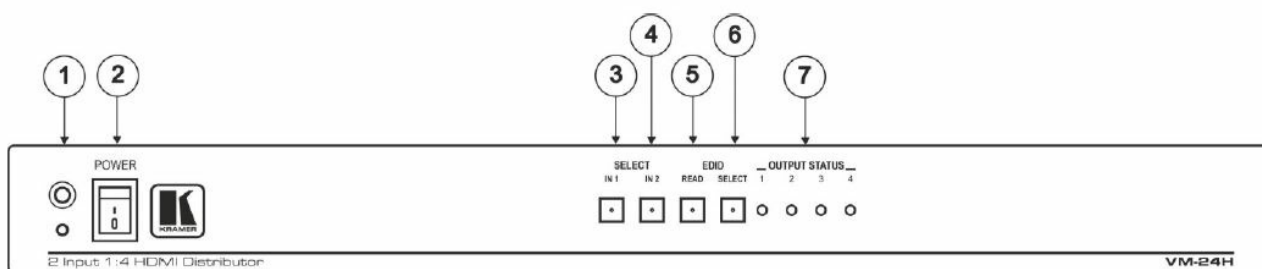 4 6
1 2 3 5 7
POWER SELECT EDID OUTPUT STATUS
IN 1 IN 2 READ SELECT 1 2 3 4
I
0
K
KRAMER
2 Input 1:4 HDMI Distributor VM-24H